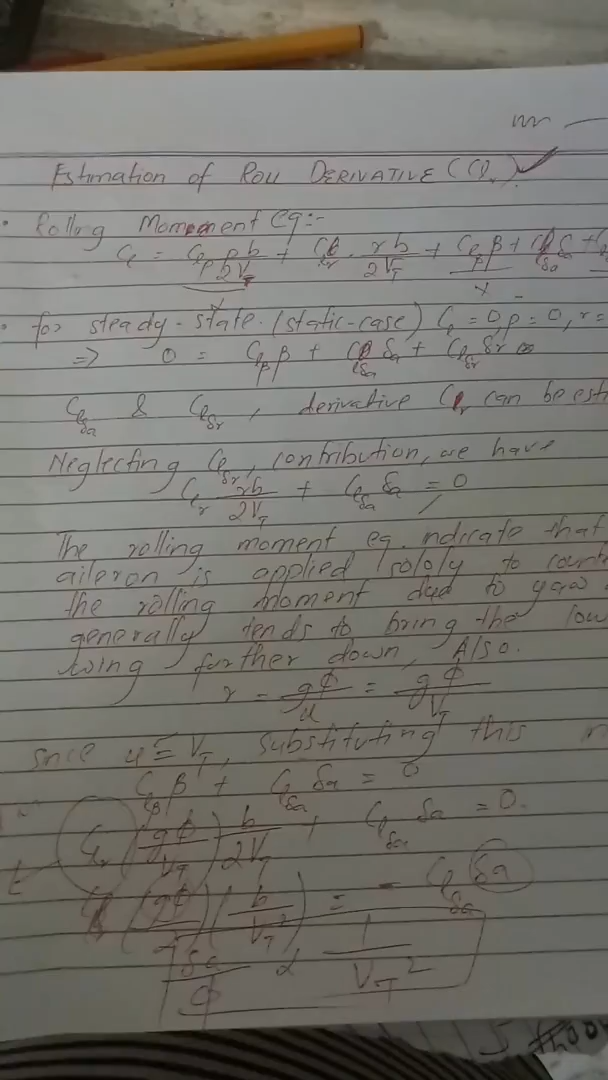 Estimation of ROLL DERIVATIVE (Clr) ✓
• Rolling Moment eq:-
Cl = Clp pb/2VT + Clr . rb/2VT + Clβ β + Clδa δa +
• for steady-state (static-case) Cl = 0, p = 0, r =
=> 0 = Clβ β + Clδa δa + Clδr δr
Clδa & Clδr, derivative Clr can be est
Neglecting Clδr, contribution, we have
Clr rb/2VT + Clδa δa = 0
The rolling moment eq. indicate that
aileron is applied sololy to count
the rolling moment due to yaw
generally tends to bring the low
wing further down, Also.
r = gΦ/u = gΦ/VT
Since u ≅ VT, Substituting this in
Clβ β + Clδa δa = 0
Clr (gΦ/VT) b/2VT + Clδa δa = 0.
(gΦ) (b/VT²) = - Clδa δa
δa/Φ α 1/VT²